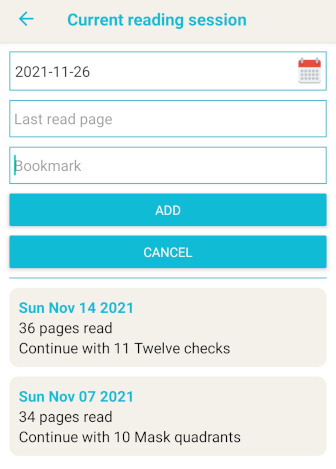 Current reading session
2021-11-26
Last read page
Bookmark
ADD
CANCEL
Sun Nov 14 2021
36 pages read
Continue with 11 Twelve checks
Sun Nov 07 2021
34 pages read
Continue with 10 Mask quadrants